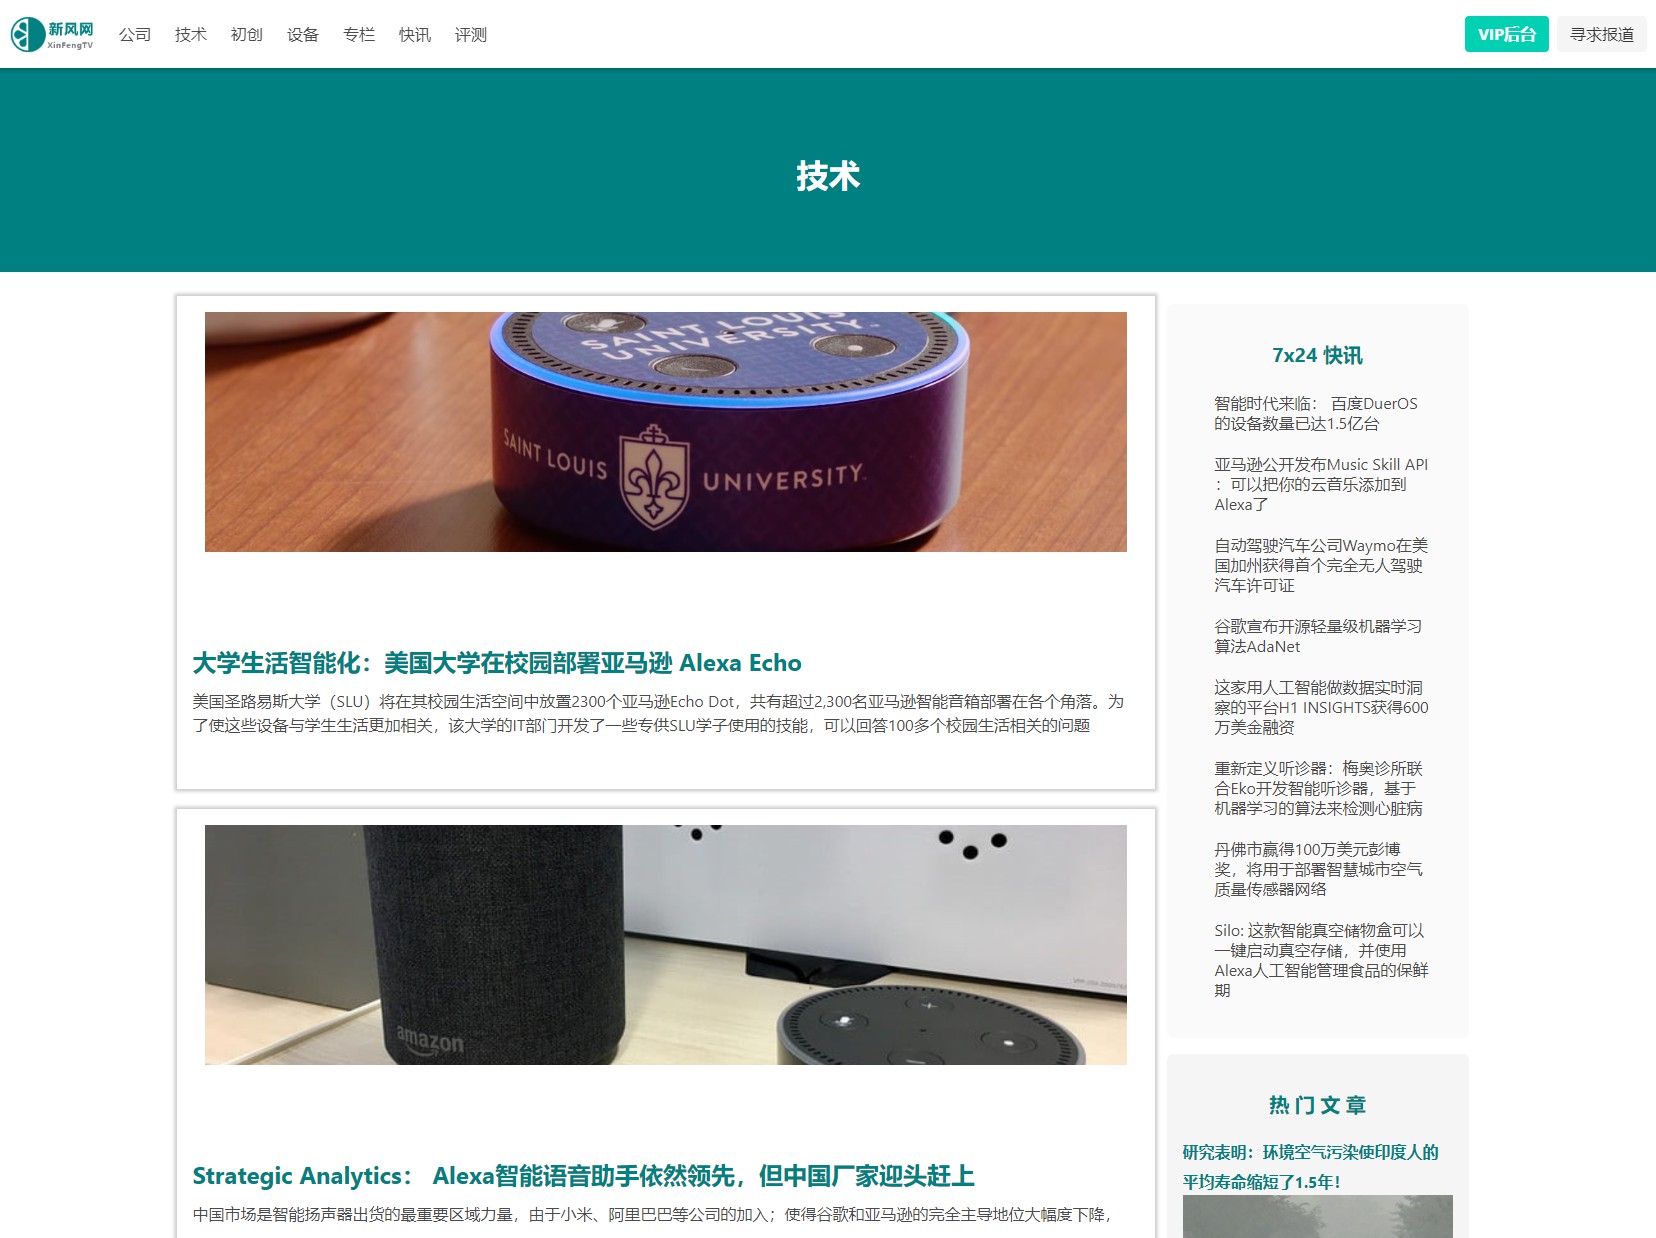 新风网
XinFengTV
公司 技术 初创 设备 专栏 快讯 评测
VIP后台 寻求报道
技术
SAINT LOUIS
UNIVERSITY.
SAINT LOUIS UNIVERSITY
大学生活智能化：美国大学在校园部署亚马逊 Alexa Echo
美国圣路易斯大学（SLU）将在其校园生活空间中放置2300个亚马逊Echo Dot，共有超过2,300名亚马逊智能音箱部署在各个角落。为
了使这些设备与学生生活更加相关，该大学的IT部门开发了一些专供SLU学子使用的技能，可以回答100多个校园生活相关的问题
amazon
Strategic Analytics： Alexa智能语音助手依然领先，但中国厂家迎头赶上
中国市场是智能扬声器出货的最重要区域力量，由于小米、阿里巴巴等公司的加入；使得谷歌和亚马逊的完全主导地位大幅度下降，
7x24 快讯
智能时代来临： 百度DuerOS
的设备数量已达1.5亿台
亚马逊公开发布Music Skill API
：可以把你的云音乐添加到
Alexa了
自动驾驶汽车公司Waymo在美
国加州获得首个完全无人驾驶
汽车许可证
谷歌宣布开源轻量级机器学习
算法AdaNet
这家用人工智能做数据实时洞
察的平台H1 INSIGHTS获得600
万美金融资
重新定义听诊器：梅奥诊所联
合Eko开发智能听诊器，基于
机器学习的算法来检测心脏病
丹佛市赢得100万美元彭博
奖，将用于部署智慧城市空气
质量传感器网络
Silo: 这款智能真空储物盒可以
一键启动真空存储，并使用
Alexa人工智能管理食品的保鲜
期
热 门 文 章
研究表明：环境空气污染使印度人的
平均寿命缩短了1.5年！